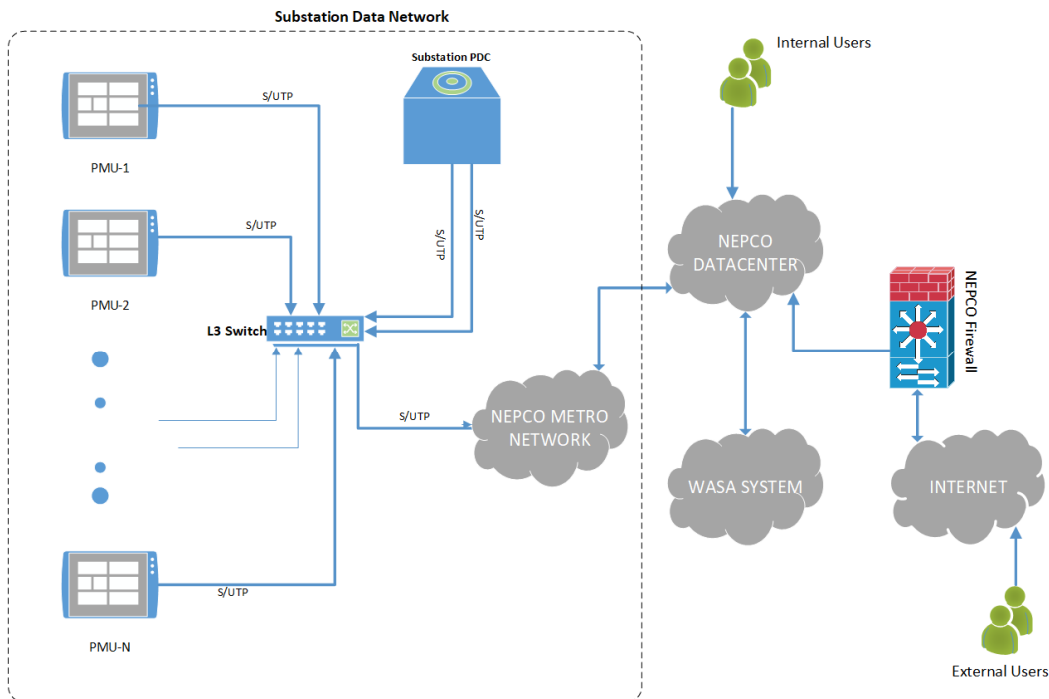 Substation Data Network
Substation PDC
Internal Users
S/UTP
PMU-1
S/UTP
S/UTP
S/UTP
NEPCO
DATACENTER
PMU-2
NEPCO Firewall
L3 Switch
S/UTP
NEPCO METRO
NETWORK
WASA SYSTEM
INTERNET
S/UTP
PMU-N
External Users